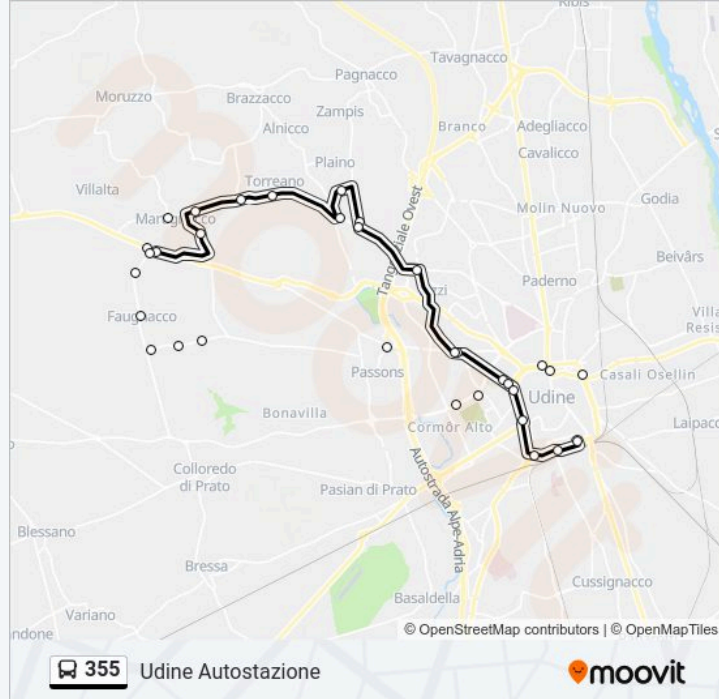 Ribis
Tavagnacco
Pagnacco
Moruzzo
Brazzacco
Zampis
Alnicco
Branco
Adegliacco
Cavalicco
Plaino
Villalta
Torreano
Godia
Molin Nuovo
Tangenziale Ovest
Beivârs
Paderno
Faugnacco
Passons
Casali Osellin
Udine
Bonavilla
Cormôr Alto
Laipacco
Colloredo
di Prato
Autostrada Alpe-Adria
Pasian di Prato
Blessano
Bressa
Cussignacco
Basaldella
Variano
© OpenStreetMap contributors | © OpenMapTiles
355 Udine Autostazione
moovit